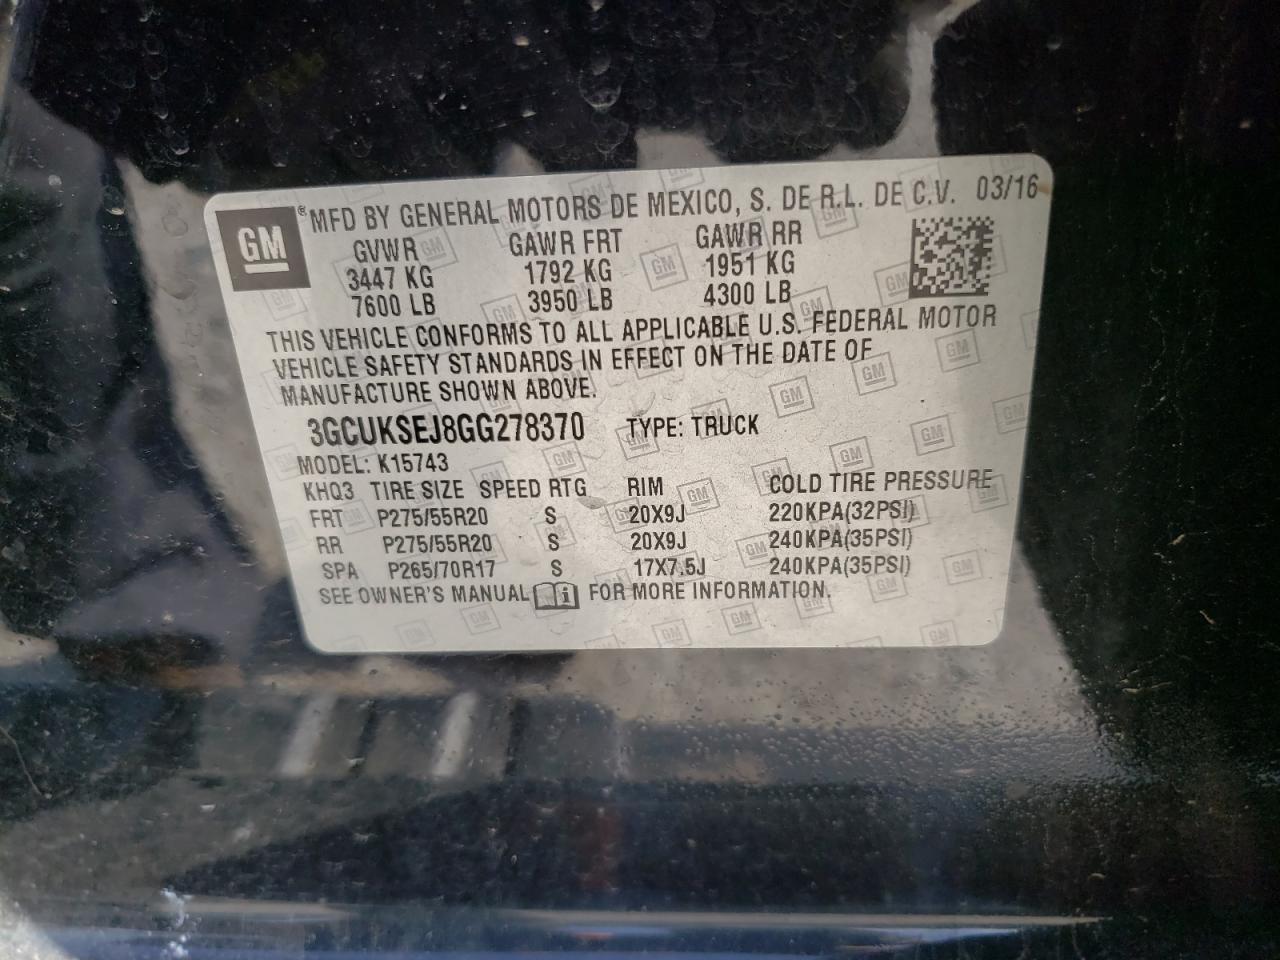 GM ® MFD BY GENERAL MOTORS DE MEXICO, S. DE R.L. DE C.V. 03/16
GVWR GAWR FRT GAWR RR
3447 KG 1792 KG 1951 KG
7600 LB 3950 LB 4300 LB
THIS VEHICLE CONFORMS TO ALL APPLICABLE U.S. FEDERAL MOTOR
VEHICLE SAFETY STANDARDS IN EFFECT ON THE DATE OF
MANUFACTURE SHOWN ABOVE.
3GCUKSEJ8GG278370 TYPE: TRUCK
MODEL: K15743
KHQ3 TIRE SIZE SPEED RTG RIM COLD TIRE PRESSURE
FRT P275/55R20 S 20X9J 220KPA(32PSI)
RR P275/55R20 S 20X9J 240KPA(35PSI)
SPA P265/70R17 S 17X7.5J 240KPA(35PSI)
SEE OWNER'S MANUAL i FOR MORE INFORMATION.